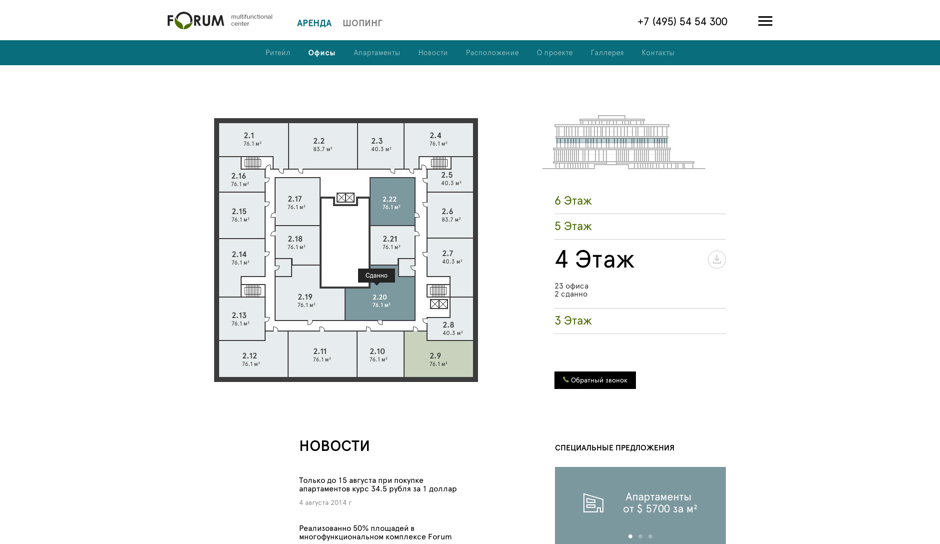 FORUM
multifunctional
center
АРЕНДА ШОПИНГ
+7 (495) 54 54 300
Ритейл Офисы Апартаменты Новости Расположение О проекте Галлерея Контакты
2.1
76.1 м²
2.2
83.7 м²
2.3
40.3 м²
2.4
76.1 м²
2.16
76.1 м²
2.5
40.3 м²
2.17
76.1 м²
2.22
76.1 м²
2.15
76.1 м²
2.6
83.7 м²
2.18
76.1 м²
2.21
76.1 м²
2.14
76.1 м²
2.7
40.3 м²
Сданно
2.19
76.1 м²
2.20
76.1 м²
2.13
76.1 м²
2.8
40.3 м²
2.12
76.1 м²
2.11
76.1 м²
2.10
76.1 м²
2.9
76.1 м²
6 Этаж
5 Этаж
4 Этаж
23 офиса
2 сданно
3 Этаж
Обратный звонок
НОВОСТИ
Только до 15 августа при покупке
апартаментов курс 34.5 рубля за 1 доллар
4 августа 2014 г
Реализованно 50% площадей в
многофункциональном комплексе Forum
СПЕЦИАЛЬНЫЕ ПРЕДЛОЖЕНИЯ
Апартаменты
от $ 5700 за м²